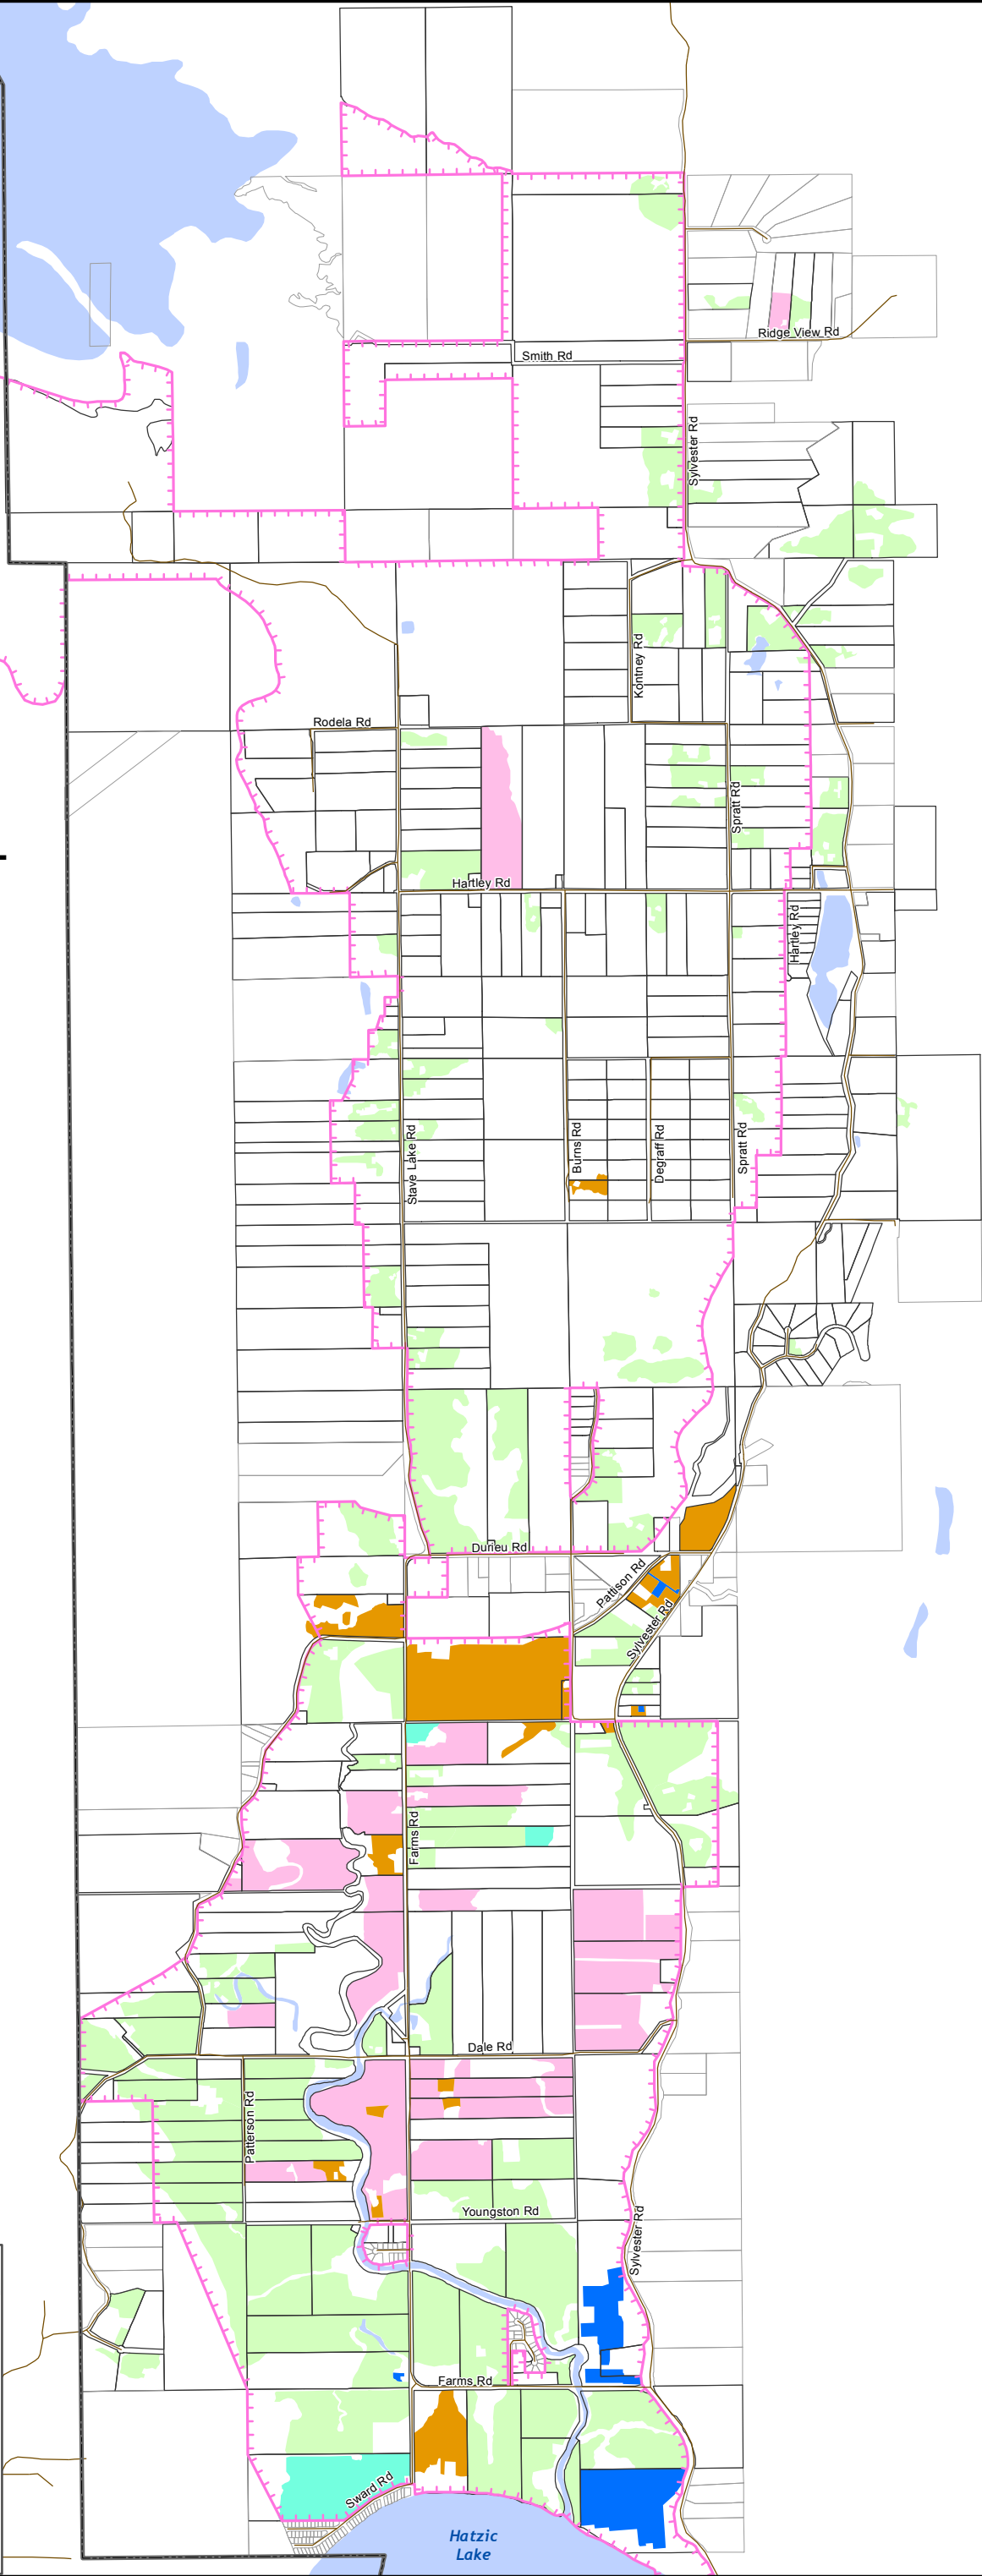 Ridge View Rd
Smith Rd
Sylvester Rd
Kontney Rd
Rodela Rd
Spratt Rd
Hartley Rd
Hartley Rd
Stave Lake Rd
Burns Rd
Degraff Rd
Spratt Rd
Durieu Rd
Pattison Rd
Sylvester Rd
Farms Rd
Dale Rd
Patterson Rd
Youngston Rd
Sylvester Rd
Farms Rd
Sward Rd
Hatzic
Lake